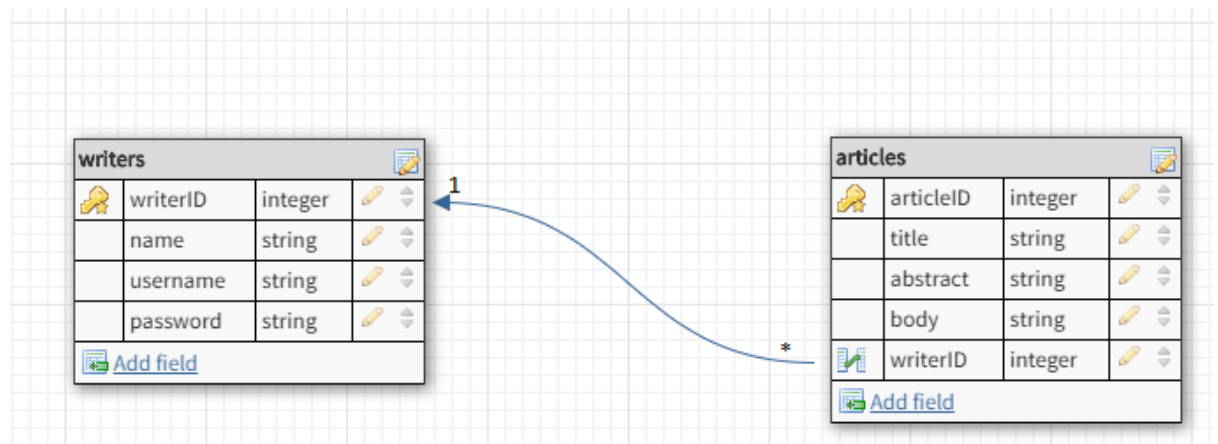 writers
writerID integer
name string
username string
password string
Add field
1
*
articles
articleID integer
title string
abstract string
body string
writerID integer
Add field